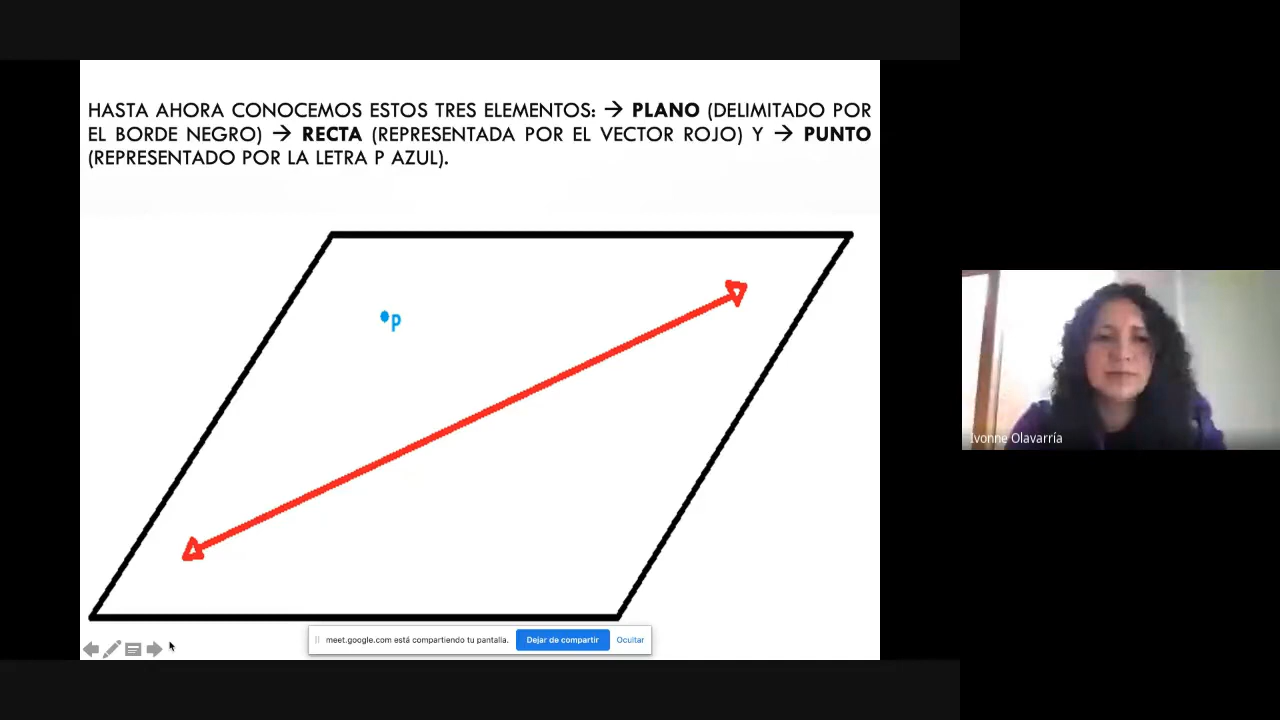 HASTA AHORA CONOCEMOS ESTOS TRES ELEMENTOS: → PLANO (DELIMITADO POR
EL BORDE NEGRO) → RECTA (REPRESENTADA POR EL VECTOR ROJO) Y → PUNTO
(REPRESENTADO POR LA LETRA P AZUL).
P
Ivonne Olavarría
meet.google.com está compartiendo tu pantalla. Dejar de compartir Ocultar